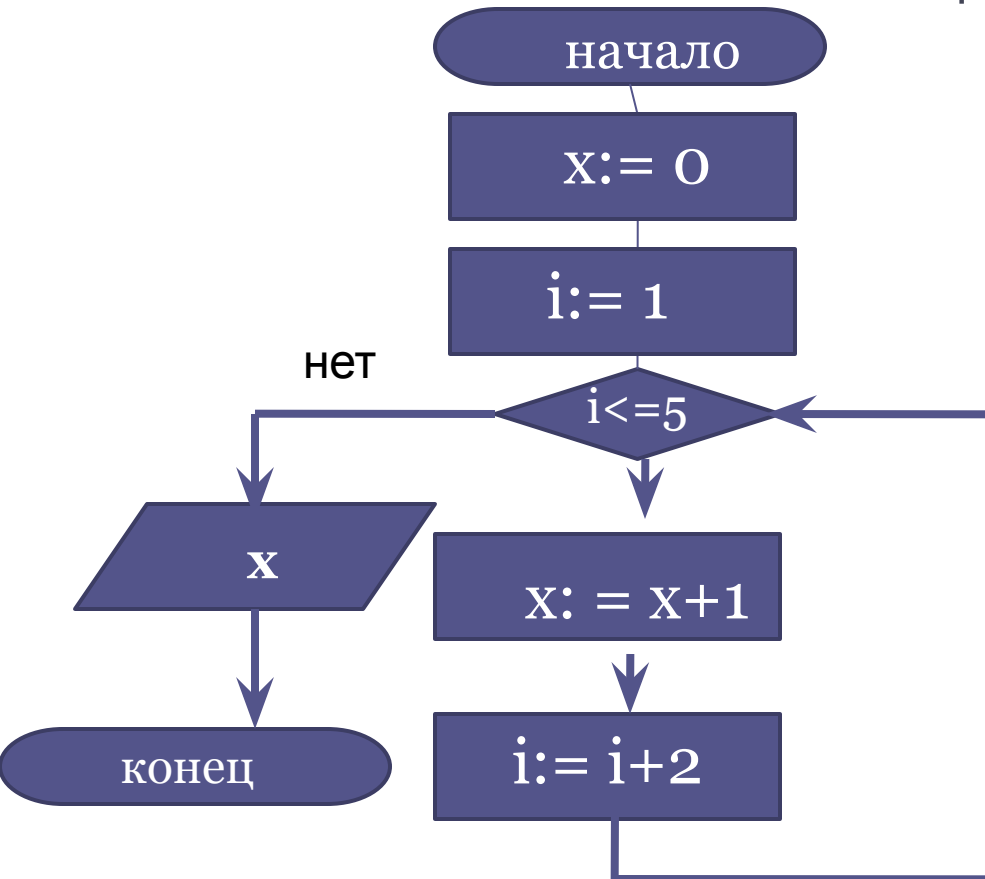 начало
x:= 0
i:= 1
нет
i<=5
x
x: = x+1
конец
i:= i+2